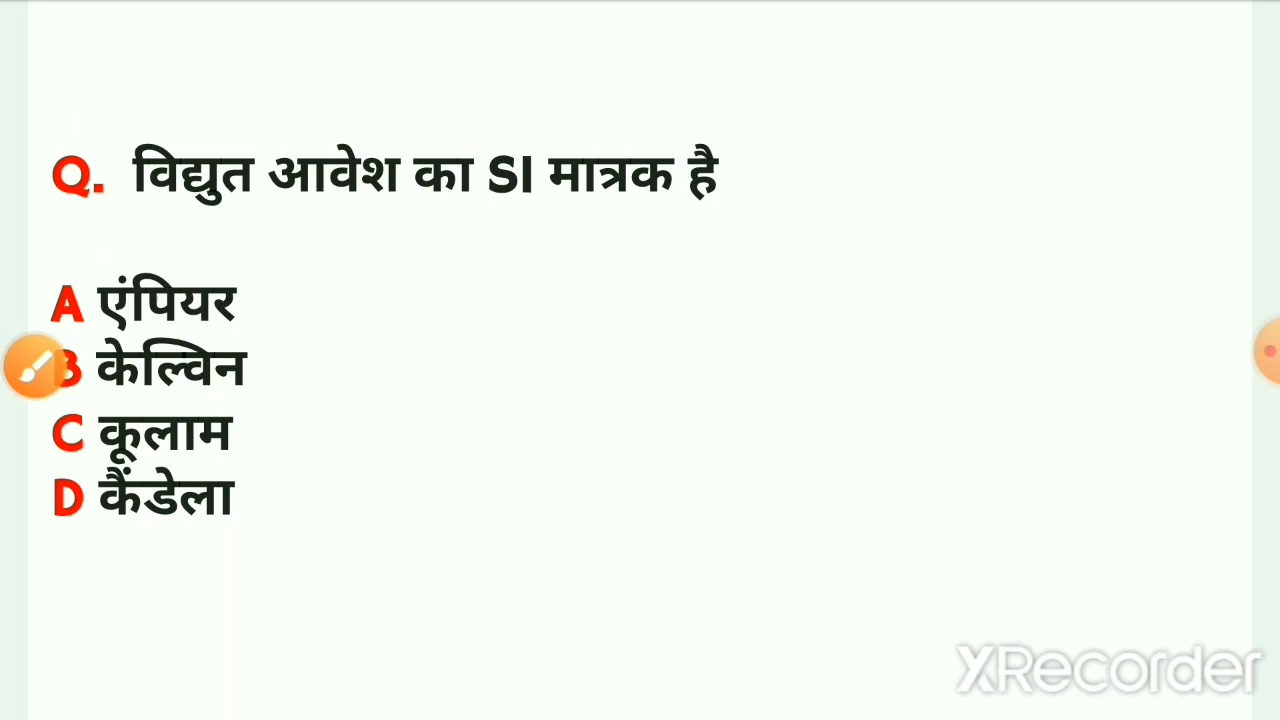 Q. विद्युत आवेश का SI मात्रक है
A एंपियर
B केल्विन
C कूलाम
D कैंडेला
XRecorder